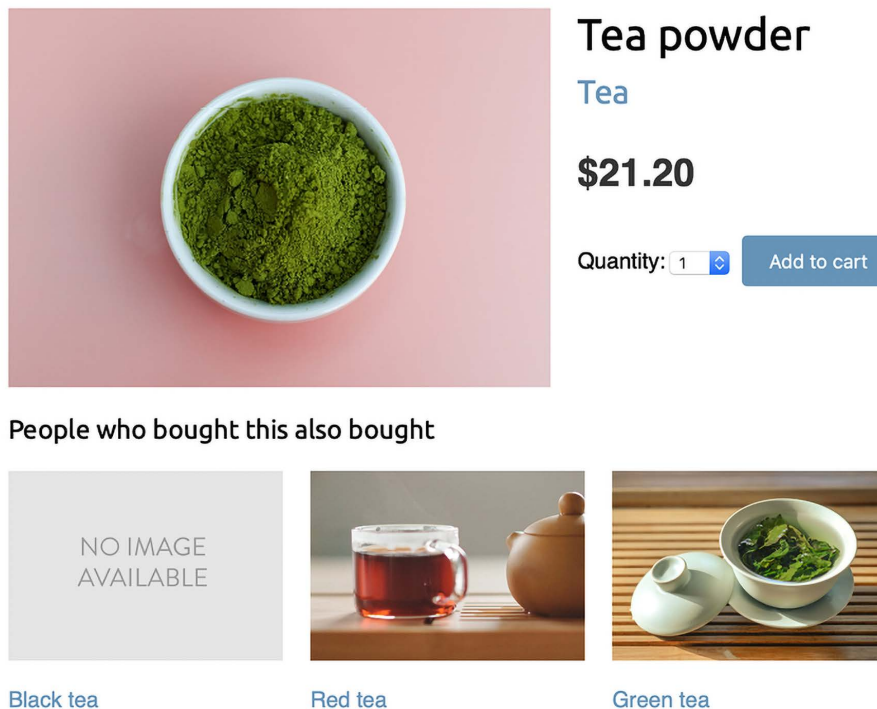 Tea powder
Tea
$21.20
Quantity: 1 Add to cart
People who bought this also bought
NO IMAGE
AVAILABLE
Black tea
Red tea
Green tea